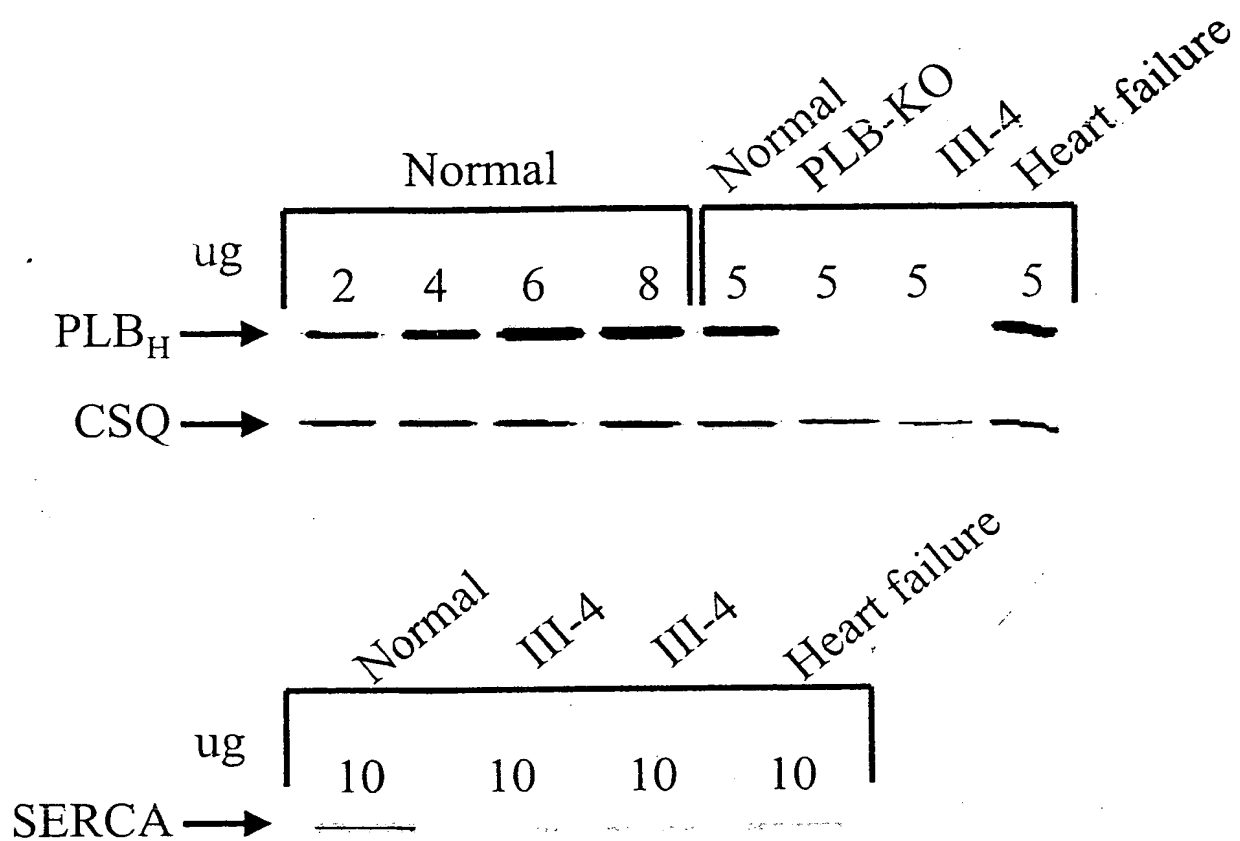 Normal Normal PLB-KO III-4 Heart failure
ug 2 4 6 8 5 5 5 5
PLBH
CSQ
Normal III-4 III-4 Heart failure
ug 10 10 10 10
SERCA